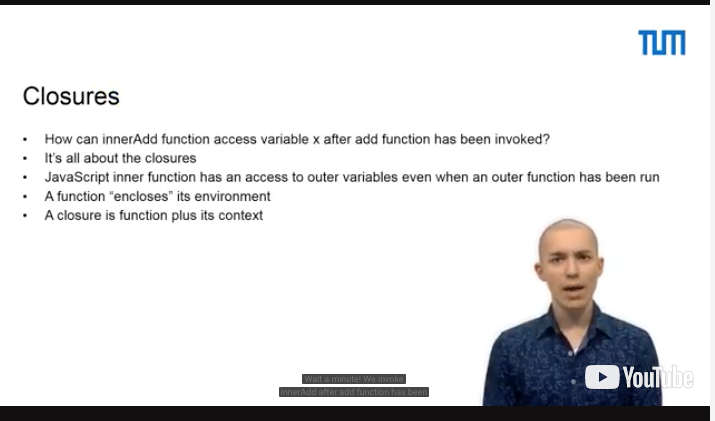 TUM
Closures
• How can innerAdd function access variable x after add function has been invoked?
• It's all about the closures
• JavaScript inner function has an access to outer variables even when an outer function has been run
• A function “encloses” its environment
• A closure is function plus its context
Wait a minute! We invoke
innerAdd after add function has been
YouTube